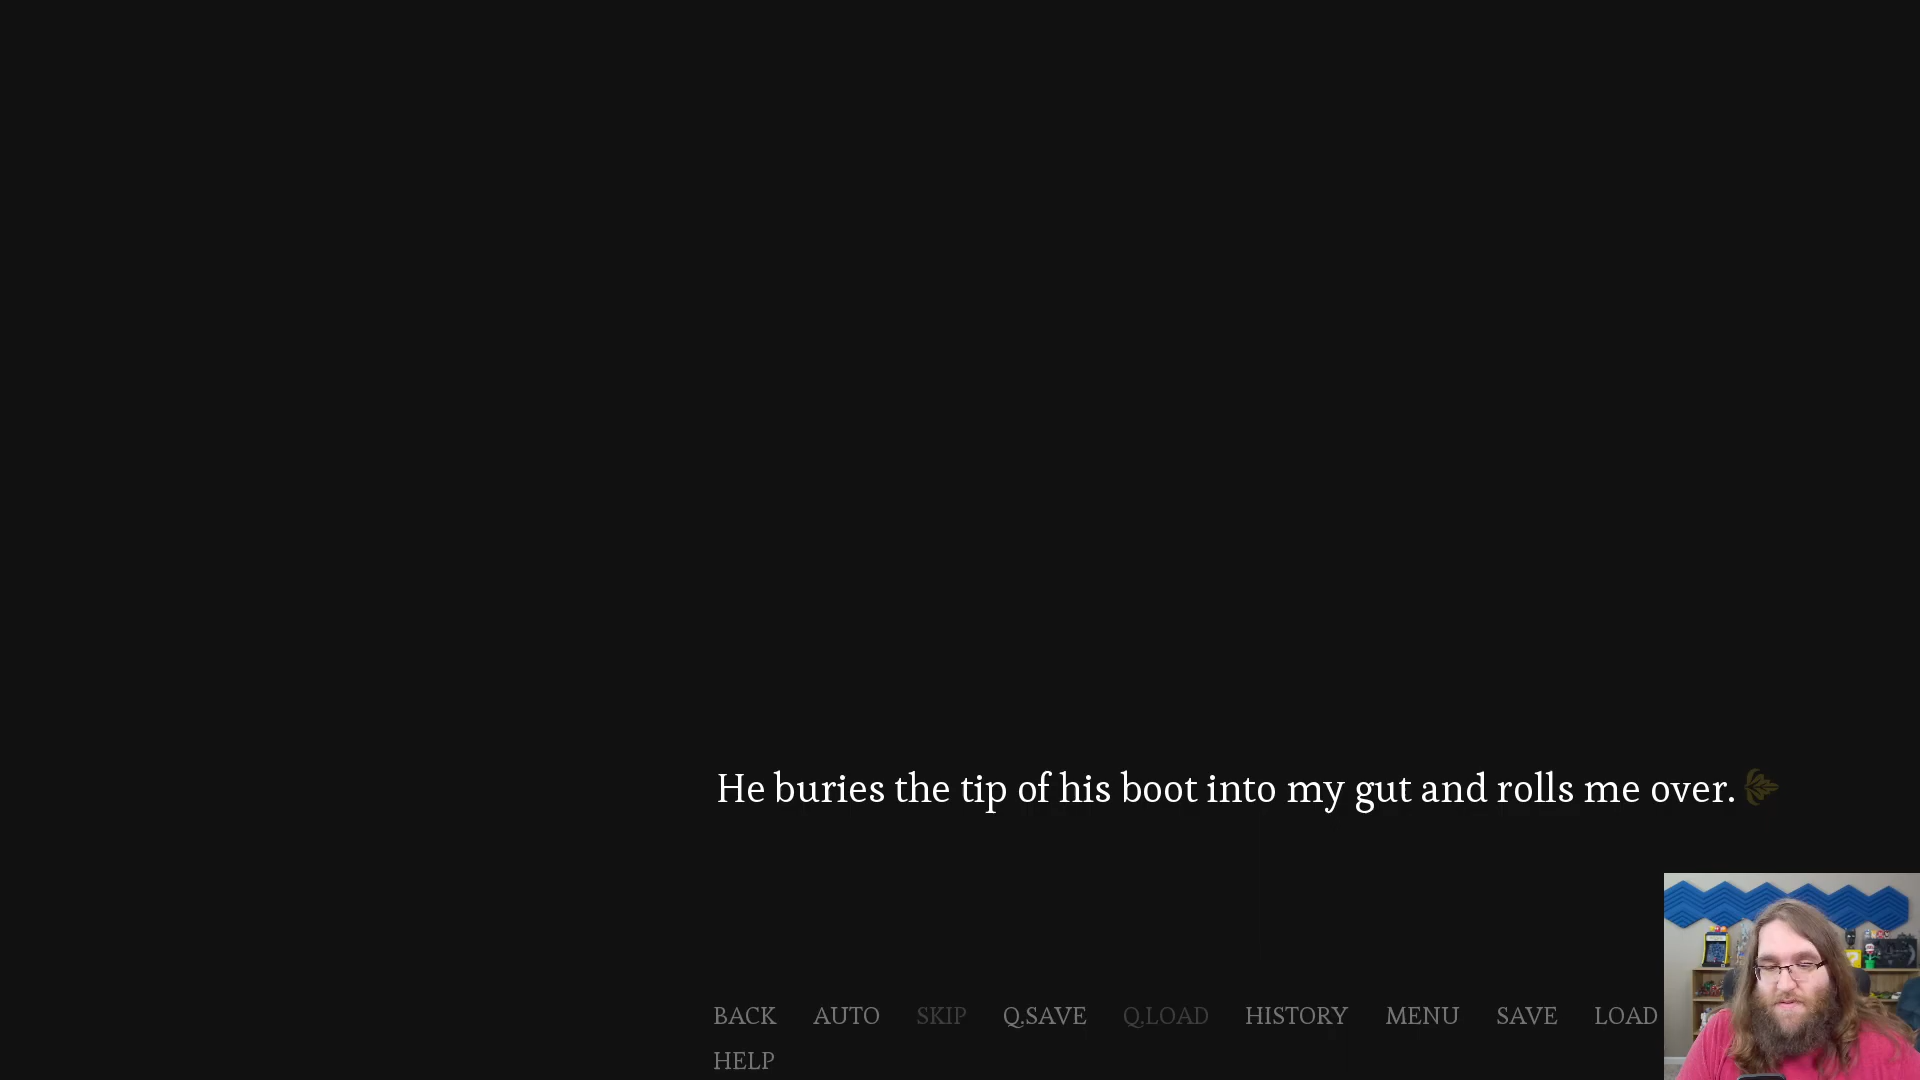 He buries the tip of his boot into my gut and rolls me over.
BACK AUTO SKIP Q.SAVE Q.LOAD HISTORY MENU SAVE LOAD
HELP